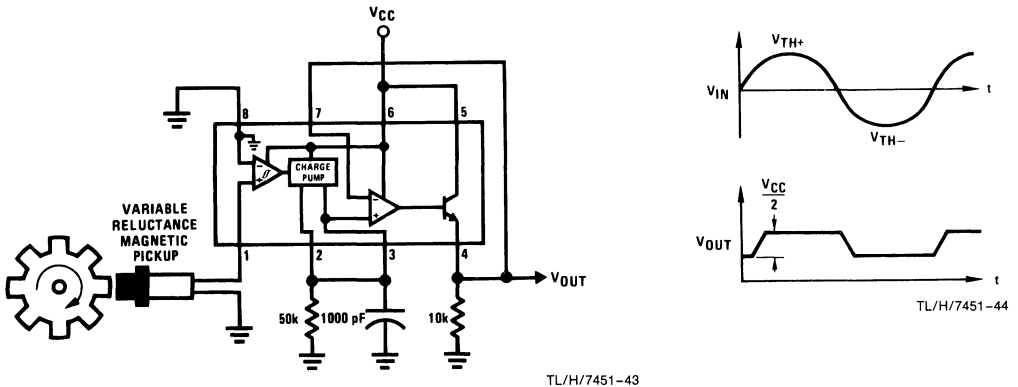 VCC
8
7
6
5
CHARGE
PUMP
−
+
−
+
VARIABLE
RELUCTANCE
MAGNETIC
PICKUP
1
2
3
4
VOUT
50k
1000 pF
10k
TL/H/7451-43
VTH+
VIN
t
VTH−
VCC
2
VOUT
t
TL/H/7451-44